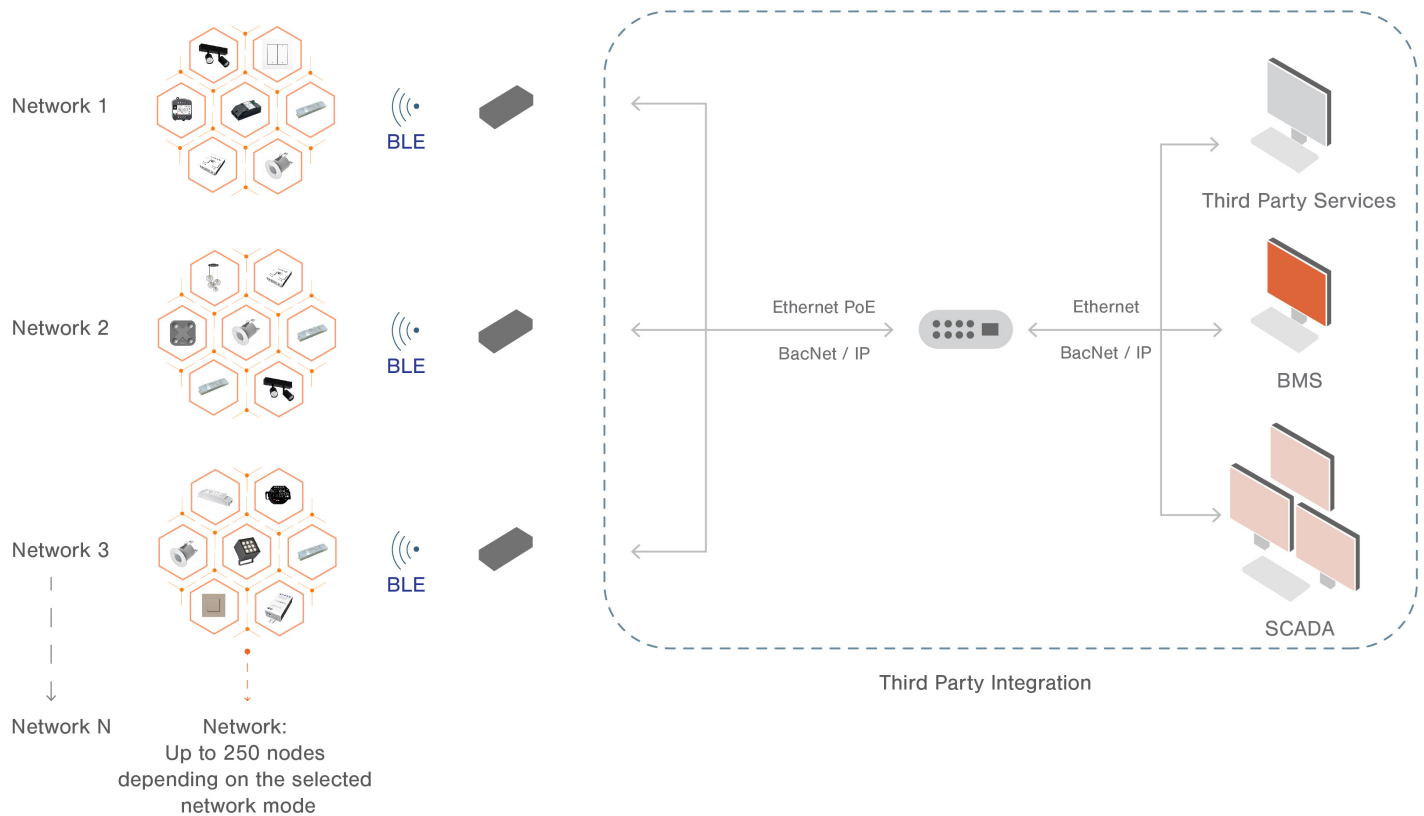 Network 1
BLE
Third Party Services
Network 2
BLE
Ethernet PoE
BacNet / IP
Ethernet
BacNet / IP
BMS
Network 3
BLE
SCADA
Third Party Integration
Network N
Network:
Up to 250 nodes
depending on the selected
network mode